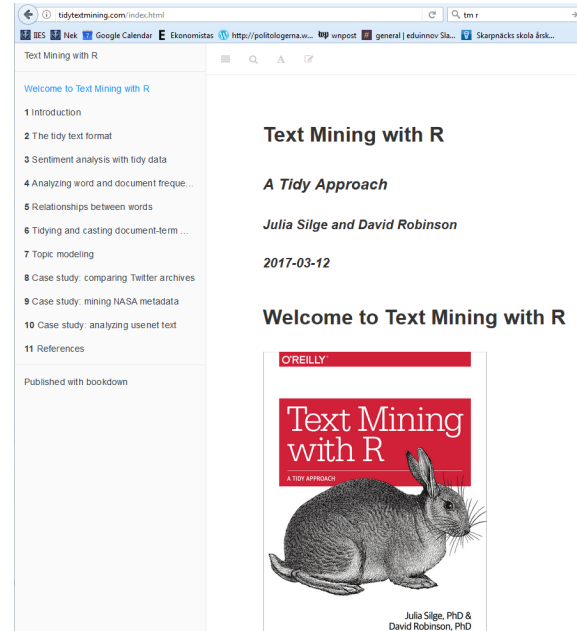 tidytextmining.com/index.html
tm r
IIES Nek Google Calendar Ekonomistas http://politologerna.w... wnpost general | eduinnov Sla... Skarpnäcks skola årsk...
Text Mining with R
Welcome to Text Mining with R
1 Introduction
2 The tidy text format
3 Sentiment analysis with tidy data
4 Analyzing word and document freque...
5 Relationships between words
6 Tidying and casting document-term ...
7 Topic modeling
8 Case study: comparing Twitter archives
9 Case study: mining NASA metadata
10 Case study: analyzing usenet text
11 References
Published with bookdown
A
Text Mining with R
A Tidy Approach
Julia Silge and David Robinson
2017-03-12
Welcome to Text Mining with R
O'REILLY®
Text Mining
with R
A TIDY APPROACH
Julia Silge, PhD &
David Robinson, PhD